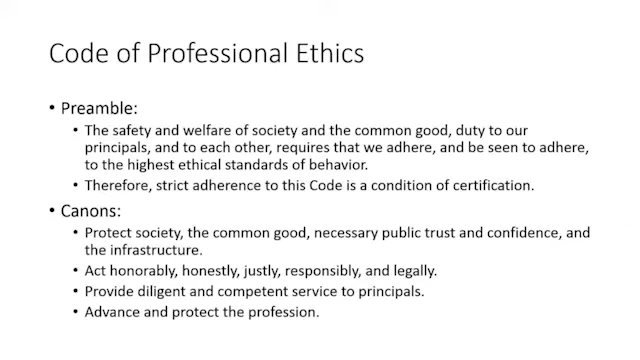 Code of Professional Ethics
• Preamble:
• The safety and welfare of society and the common good, duty to our
principals, and to each other, requires that we adhere, and be seen to adhere,
to the highest ethical standards of behavior.
• Therefore, strict adherence to this Code is a condition of certification.
• Canons:
• Protect society, the common good, necessary public trust and confidence, and
the infrastructure.
• Act honorably, honestly, justly, responsibly, and legally.
• Provide diligent and competent service to principals.
• Advance and protect the profession.